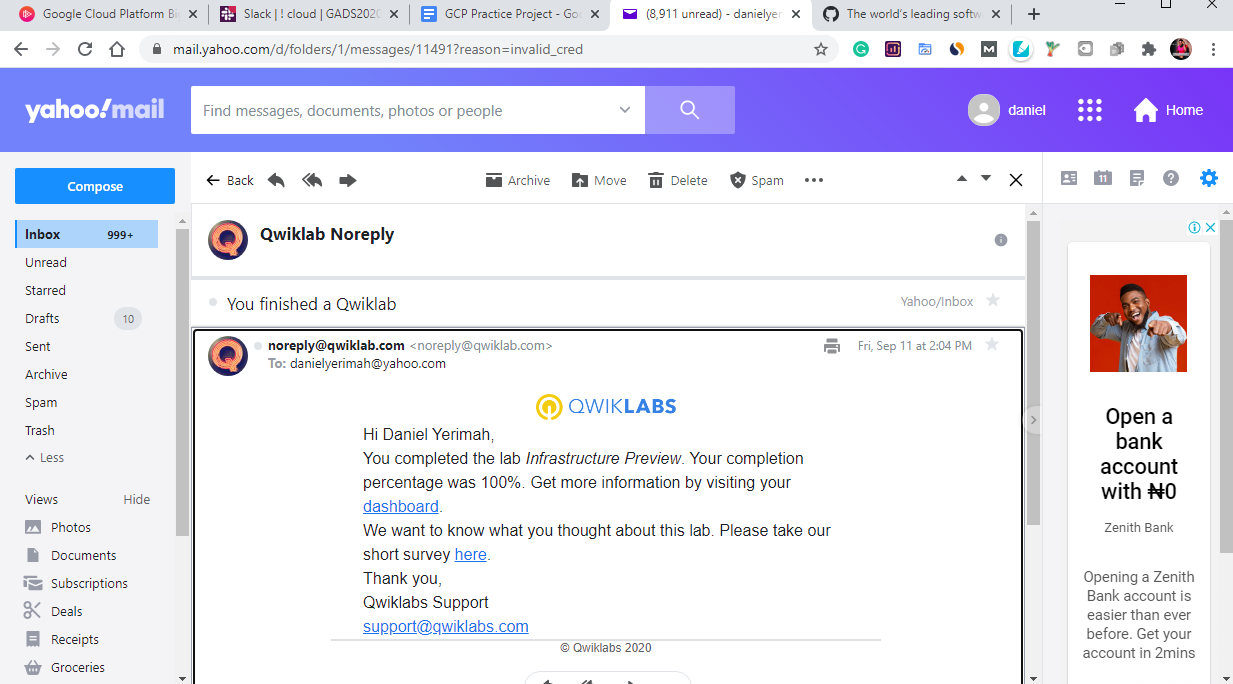 Google Cloud Platform Bi
Slack | ! cloud | GADS2020
GCP Practice Project - Goo
(8,911 unread) - danielyer
The world's leading softw
mail.yahoo.com/d/folders/1/messages/11491?reason=invalid_cred
yahoo!mail
Find messages, documents, photos or people
daniel
Home
Compose
Back
Archive
Move
Delete
Spam
11
Inbox 999+
Unread
Starred
Drafts 10
Sent
Archive
Spam
Trash
Less
Views Hide
Photos
Documents
Subscriptions
Deals
Receipts
Groceries
Qwiklab Noreply
You finished a Qwiklab
Yahoo/Inbox
noreply@qwiklab.com <noreply@qwiklab.com>
Fri, Sep 11 at 2:04 PM
To: danielyerimah@yahoo.com
QWIKLABS
Hi Daniel Yerimah,
You completed the lab Infrastructure Preview. Your completion
percentage was 100%. Get more information by visiting your
dashboard.
We want to know what you thought about this lab. Please take our
short survey here.
Thank you,
Qwiklabs Support
support@qwiklabs.com
© Qwiklabs 2020
Open a
bank
account
with ₦0
Zenith Bank
Opening a Zenith
Bank account is
easier than ever
before. Get your
account in 2mins